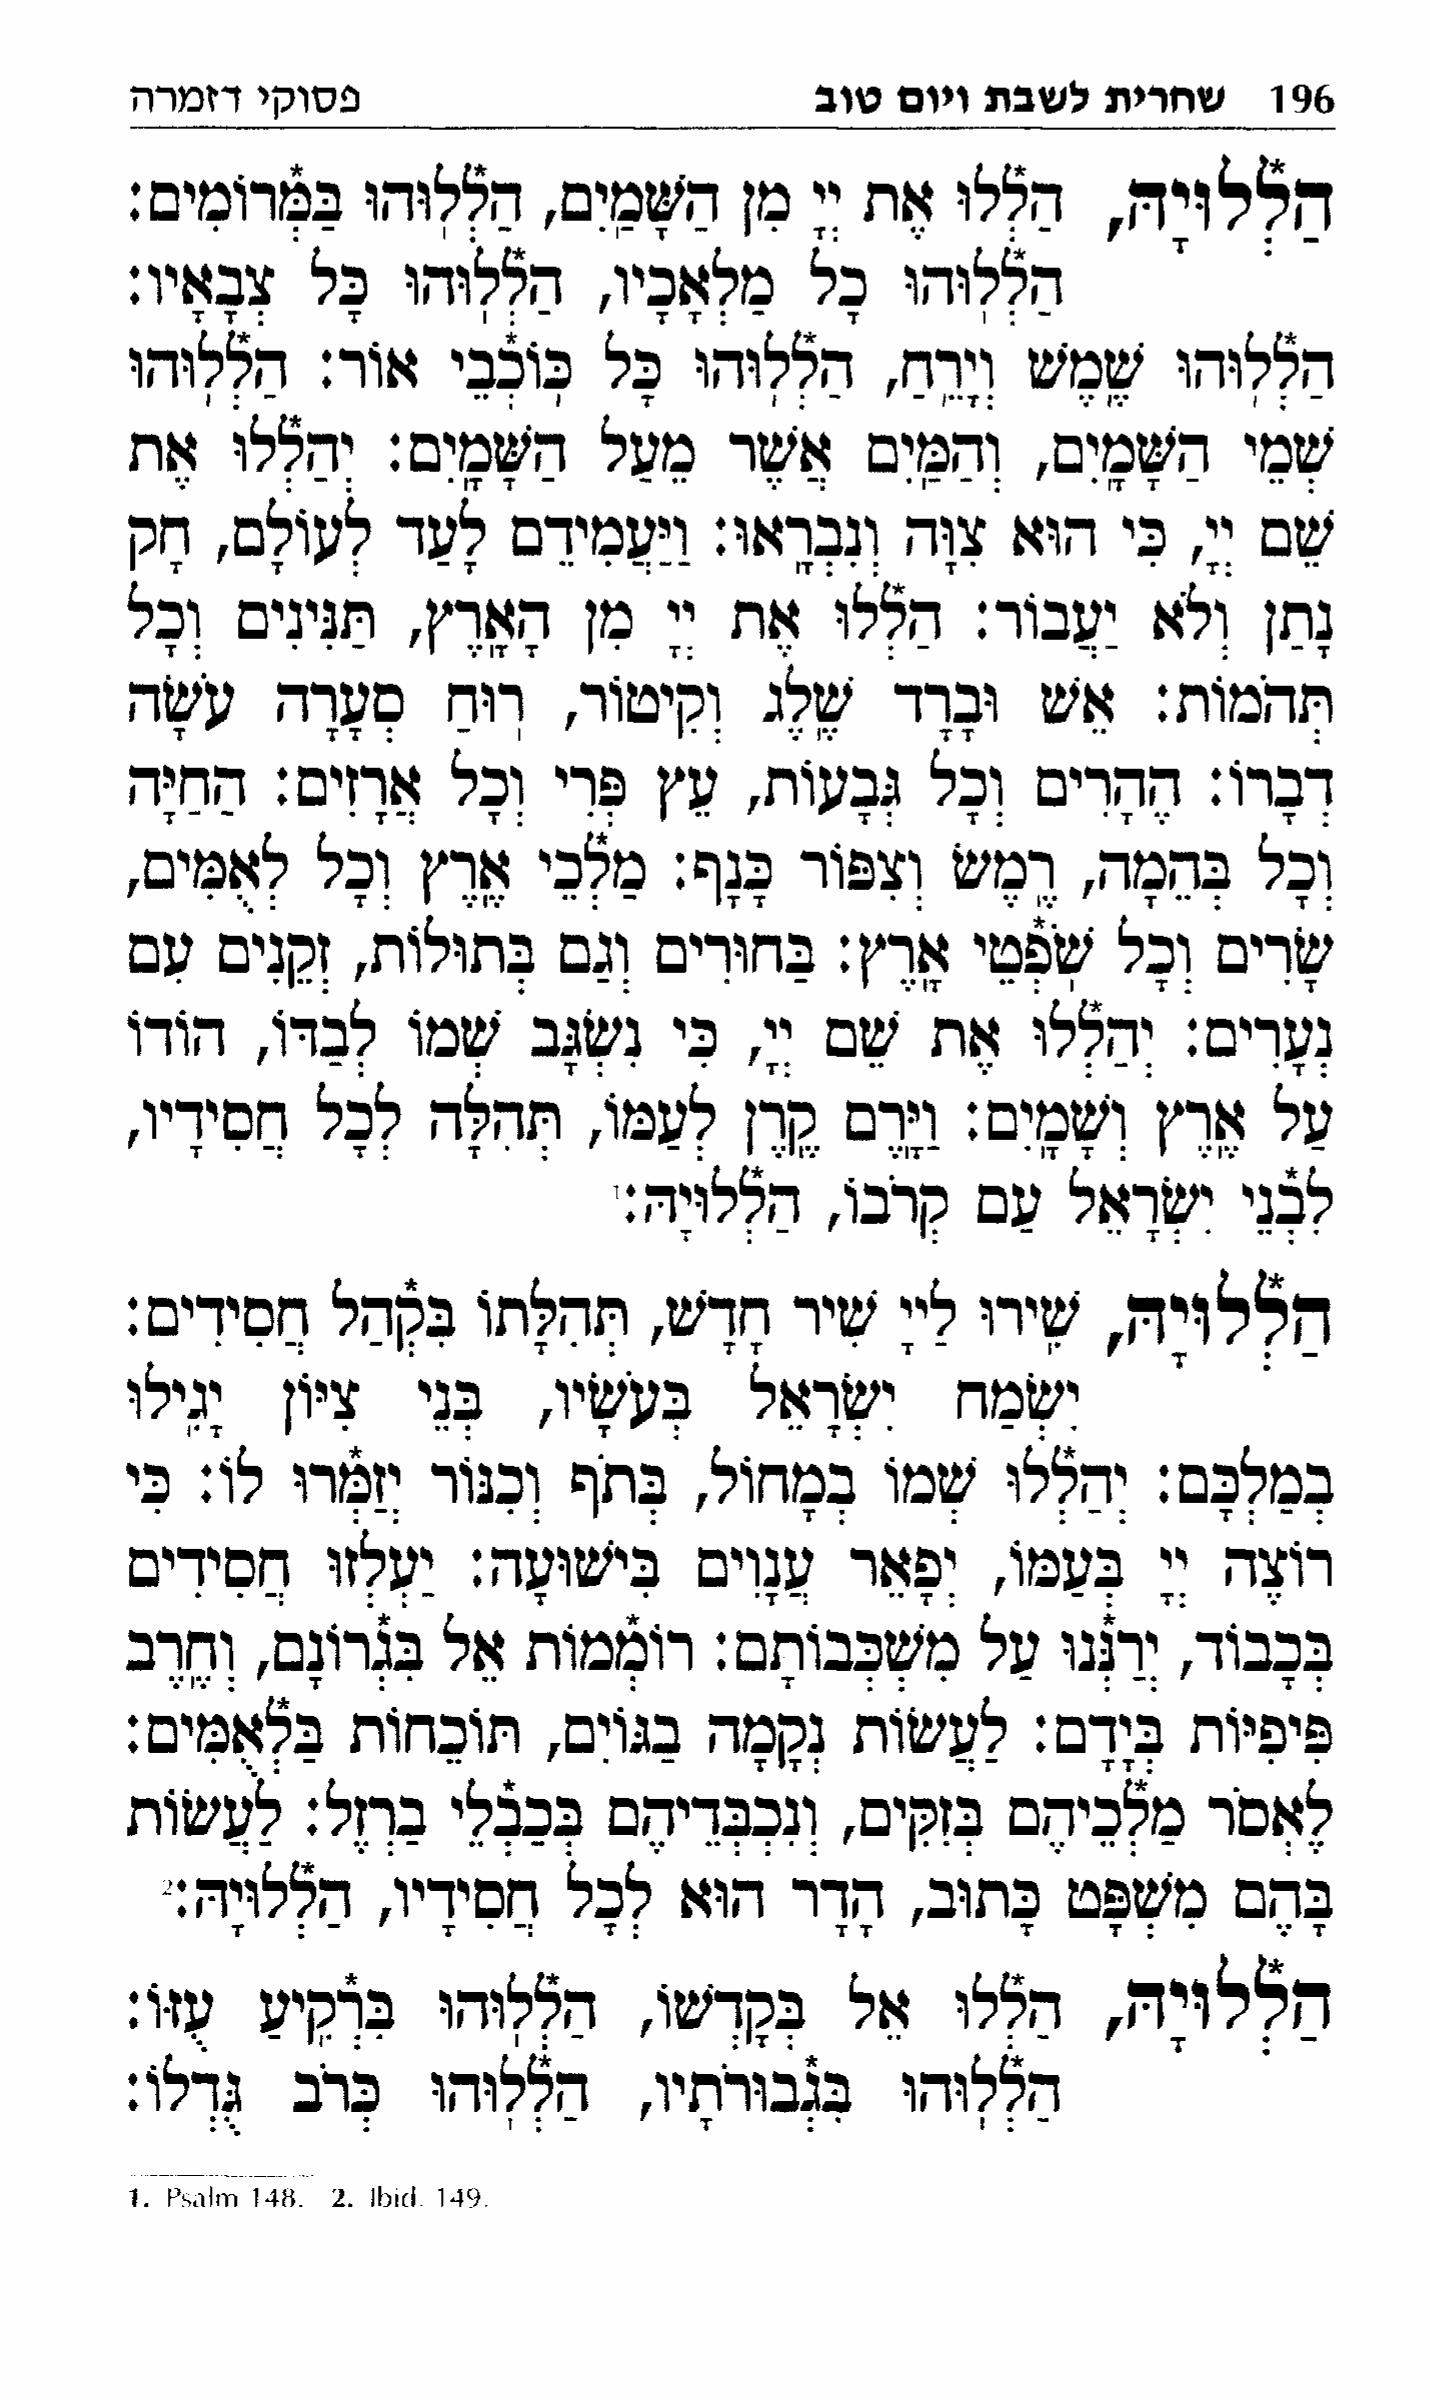 196 שחרית לשבת ויום טוב פסוקי דזמרה
הַלְלוּיָהּ, הַלְלוּ אֶת יְיָ מִן הַשָּׁמַיִם, הַלְלוּהוּ בַּמְּרוֹמִים:
הַלְלוּהוּ כָל מַלְאָכָיו, הַלְלוּהוּ כָּל צְבָאָיו:
הַלְלוּהוּ שֶׁמֶשׁ וְיָרֵחַ, הַלְלוּהוּ כָּל כּוֹכְבֵי אוֹר: הַלְלוּהוּ
שְׁמֵי הַשָּׁמָיִם, וְהַמַּיִם אֲשֶׁר מֵעַל הַשָּׁמָיִם: יְהַלְלוּ אֶת
שֵׁם יְיָ, כִּי הוּא צִוָּה וְנִבְרָאוּ: וַיַּעֲמִידֵם לָעַד לְעוֹלָם, חָק
נָתַן וְלֹא יַעֲבוֹר: הַלְלוּ אֶת יְיָ מִן הָאָרֶץ, תַּנִּינִים וְכָל
תְּהֹמוֹת: אֵשׁ וּבָרָד שֶׁלֶג וְקִיטוֹר, רוּחַ סְעָרָה עֹשָׂה
דְבָרוֹ: הֶהָרִים וְכָל גְּבָעוֹת, עֵץ פְּרִי וְכָל אֲרָזִים: הַחַיָּה
וְכָל בְּהֵמָה, רֶמֶשׂ וְצִפּוֹר כָּנָף: מַלְכֵי אֶרֶץ וְכָל לְאֻמִּים,
שָׂרִים וְכָל שֹׁפְטֵי אָרֶץ: בַּחוּרִים וְגַם בְּתוּלוֹת, זְקֵנִים עִם
נְעָרִים: יְהַלְלוּ אֶת שֵׁם יְיָ, כִּי נִשְׂגָּב שְׁמוֹ לְבַדּוֹ, הוֹדוֹ
עַל אֶרֶץ וְשָׁמָיִם: וַיָּרֶם קֶרֶן לְעַמּוֹ, תְּהִלָּה לְכָל חֲסִידָיו,
לִבְנֵי יִשְׂרָאֵל עַם קְרֹבוֹ, הַלְלוּיָהּ:1
הַלְלוּיָהּ, שִׁירוּ לַייָ שִׁיר חָדָשׁ, תְּהִלָּתוֹ בִּקְהַל חֲסִידִים:
יִשְׂמַח יִשְׂרָאֵל בְּעֹשָׂיו, בְּנֵי צִיּוֹן יָגִילוּ
בְמַלְכָּם: יְהַלְלוּ שְׁמוֹ בְמָחוֹל, בְּתֹף וְכִנּוֹר יְזַמְּרוּ לוֹ: כִּי
רוֹצֶה יְיָ בְּעַמּוֹ, יְפָאֵר עֲנָוִים בִּישׁוּעָה: יַעְלְזוּ חֲסִידִים
בְּכָבוֹד, יְרַנְּנוּ עַל מִשְׁכְּבוֹתָם: רוֹמְמוֹת אֵל בִּגְרוֹנָם, וְחֶרֶב
פִּיפִיּוֹת בְּיָדָם: לַעֲשׂוֹת נְקָמָה בַגּוֹיִם, תּוֹכֵחוֹת בַּלְאֻמִּים:
לֶאְסֹר מַלְכֵיהֶם בְּזִקִּים, וְנִכְבְּדֵיהֶם בְּכַבְלֵי בַרְזֶל: לַעֲשׂוֹת
בָּהֶם מִשְׁפָּט כָּתוּב, הָדָר הוּא לְכָל חֲסִידָיו, הַלְלוּיָהּ:2
הַלְלוּיָהּ, הַלְלוּ אֵל בְּקָדְשׁוֹ, הַלְלוּהוּ בִּרְקִיעַ עֻזּוֹ:
הַלְלוּהוּ בִּגְבוּרֹתָיו, הַלְלוּהוּ כְּרֹב גֻּדְלוֹ:
1. Psalm 148. 2. Ibid. 149.